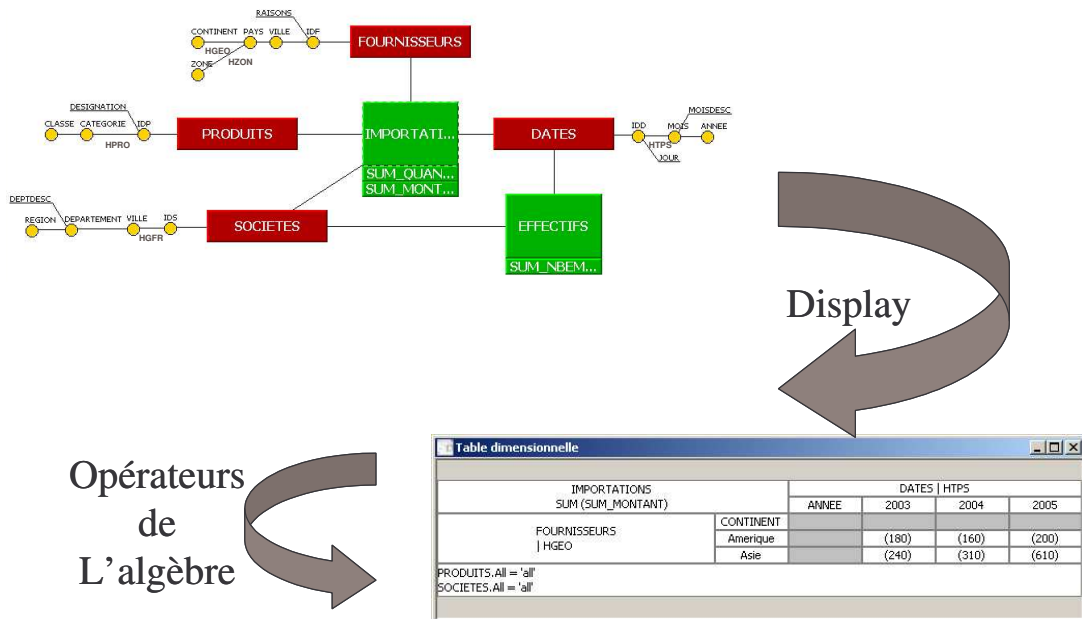 RAISONS
CONTINENT PAYS VILLE IDF
HGEO
HZON
ZONE
FOURNISSEURS
DESIGNATION
CLASSE CATEGORIE IDP
HPRO
PRODUITS
IMPORTATI...
SUM_QUAN...
SUM_MONT...
DATES
MOISDESC
IDD MOIS ANNEE
HTPS
JOUR
DEPTDESC
REGION DEPARTEMENT VILLE IDS
HGFR
SOCIETES
EFFECTIFS
SUM_NBEM...
Display
Opérateurs
de
L'algèbre
Table dimensionnelle
IMPORTATIONS
SUM (SUM_MONTANT)
DATES | HTPS
ANNEE 2003 2004 2005
FOURNISSEURS
| HGEO
CONTINENT
Amerique (180) (160) (200)
Asie (240) (310) (610)
PRODUITS.All = 'all'
SOCIETES.All = 'all'